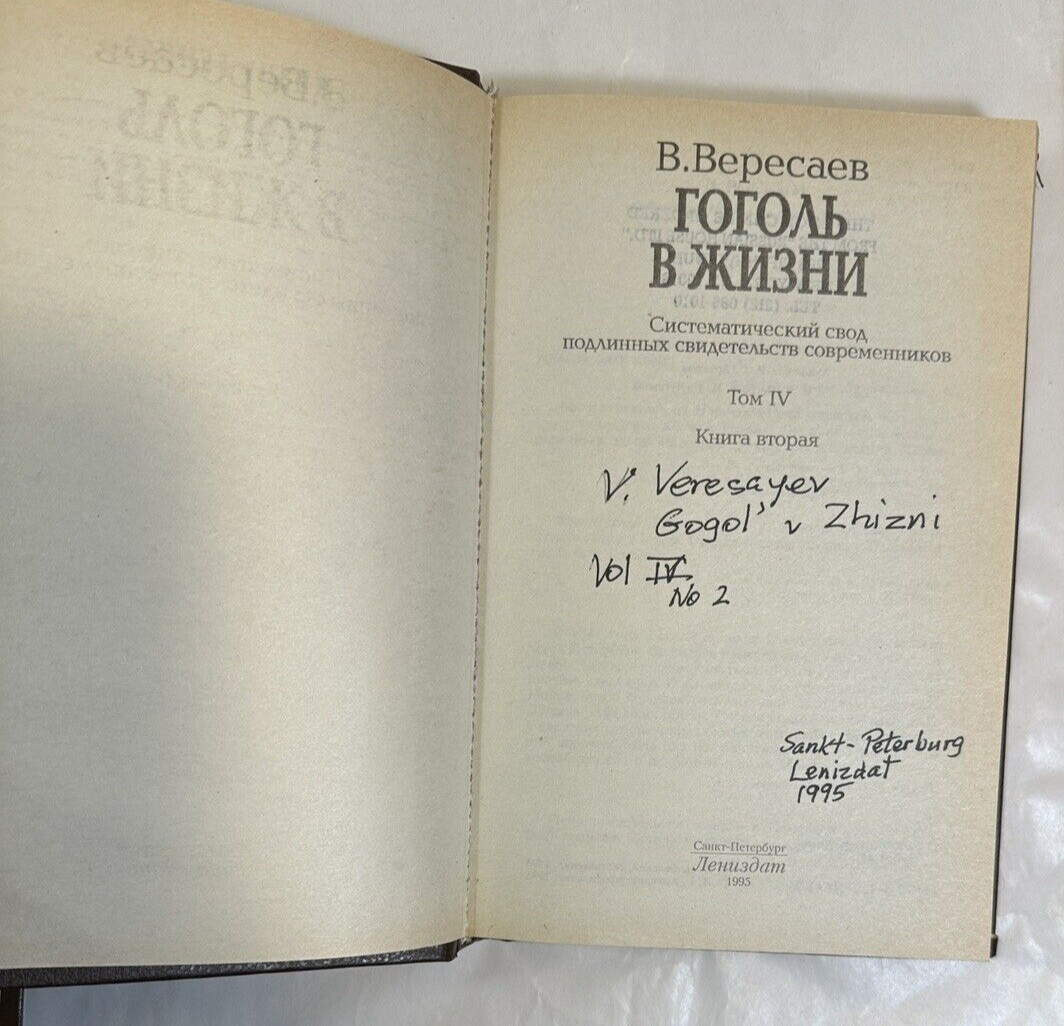 В.Вересаев
ГОГОЛЬ
В ЖИЗНИ
Систематический свод
подлинных свидетельств современников
Том IV
Книга вторая
V. Veresayev
Gogol' v Zhizni
Vol IV
No 2
Sankt-Peterburg
Lenizdat
1995
Санкт-Петербург
Лениздат
1995